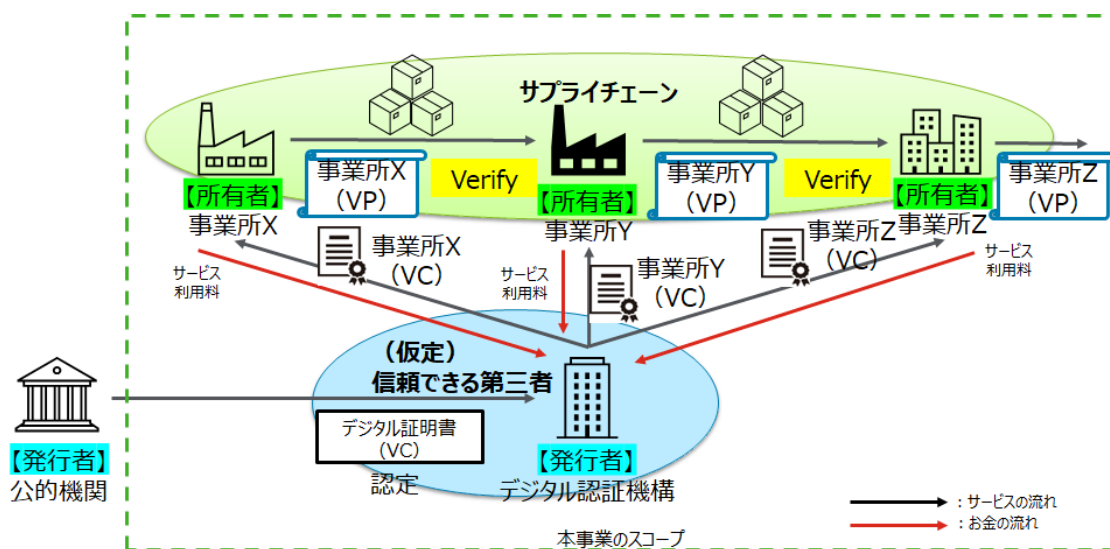 サプライチェーン
事業所X
（VP）
Verify
事業所Y
（VP）
Verify
事業所Z
（VP）
【所有者】
事業所X
【所有者】
事業所Y
【所有者】
事業所Z
サービス
利用料
事業所X
（VC）
サービス
利用料
事業所Y
（VC）
事業所Z
（VC）
サービス
利用料
（仮定）
信頼できる第三者
デジタル証明書
（VC）
認定
【発行者】
公的機関
【発行者】
デジタル認証機構
：サービスの流れ
：お金の流れ
本事業のスコープ